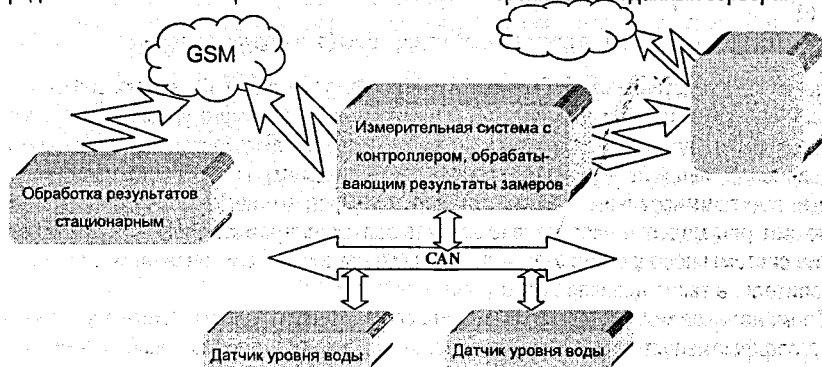 GSM
Измерительная система с
контроллером, обрабаты-
вающим результаты замеров
Обработка результатов
стационарным
CAN
Датчик уровня воды
Датчик уровня воды